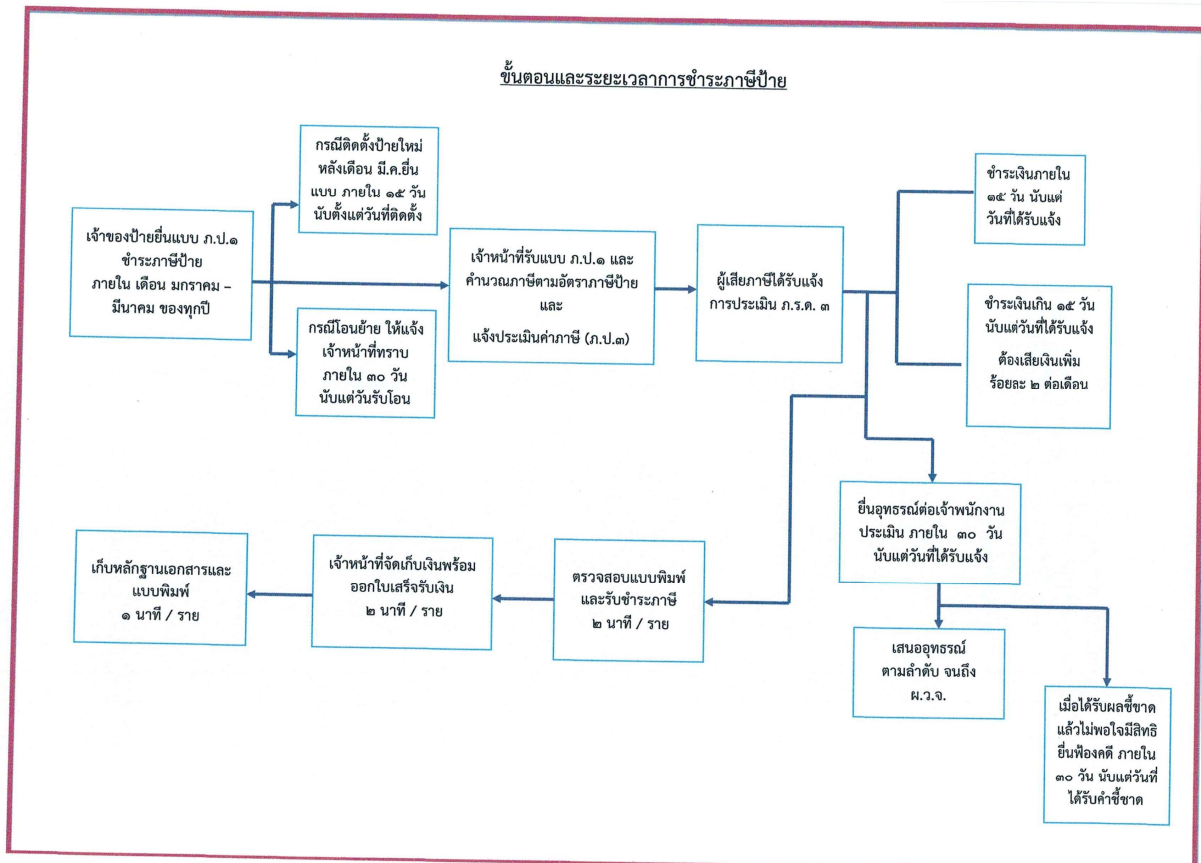 ขั้นตอนและระยะเวลาการชำระภาษีป้าย
กรณีติดตั้งป้ายใหม่
หลังเดือน มี.ค.ยื่น
แบบ ภายใน ๑๕ วัน
นับตั้งแต่วันที่ติดตั้ง
เจ้าของป้ายยื่นแบบ ภ.ป.๑
ชำระภาษีป้าย
ภายใน เดือน มกราคม –
มีนาคม ของทุกปี
กรณีโอนย้าย ให้แจ้ง
เจ้าหน้าที่ทราบ
ภายใน ๓๐ วัน
นับแต่วันรับโอน
เจ้าหน้าที่รับแบบ ภ.ป.๑ และ
คำนวณภาษีตามอัตราภาษีป้าย
และ
แจ้งประเมินค่าภาษี (ภ.ป.๓)
ผู้เสียภาษีได้รับแจ้ง
การประเมิน ภ.ร.ด. ๓
ชำระเงินภายใน
๑๕ วัน นับแต่
วันที่ได้รับแจ้ง
ชำระเงินเกิน ๑๕ วัน
นับแต่วันที่ได้รับแจ้ง
ต้องเสียเงินเพิ่ม
ร้อยละ ๒ ต่อเดือน
ยื่นอุทธรณ์ต่อเจ้าพนักงาน
ประเมิน ภายใน ๓๐ วัน
นับแต่วันที่ได้รับแจ้ง
เสนออุทธรณ์
ตามลำดับ จนถึง
ผ.ว.จ.
เมื่อได้รับผลชี้ขาด
แล้วไม่พอใจมีสิทธิ
ยื่นฟ้องคดี ภายใน
๓๐ วัน นับแต่วันที่
ได้รับคำชี้ชาด
ตรวจสอบแบบพิมพ์
และรับชำระภาษี
๒ นาที / ราย
เจ้าหน้าที่จัดเก็บเงินพร้อม
ออกใบเสร็จรับเงิน
๒ นาที / ราย
เก็บหลักฐานเอกสารและ
แบบพิมพ์
๑ นาที / ราย